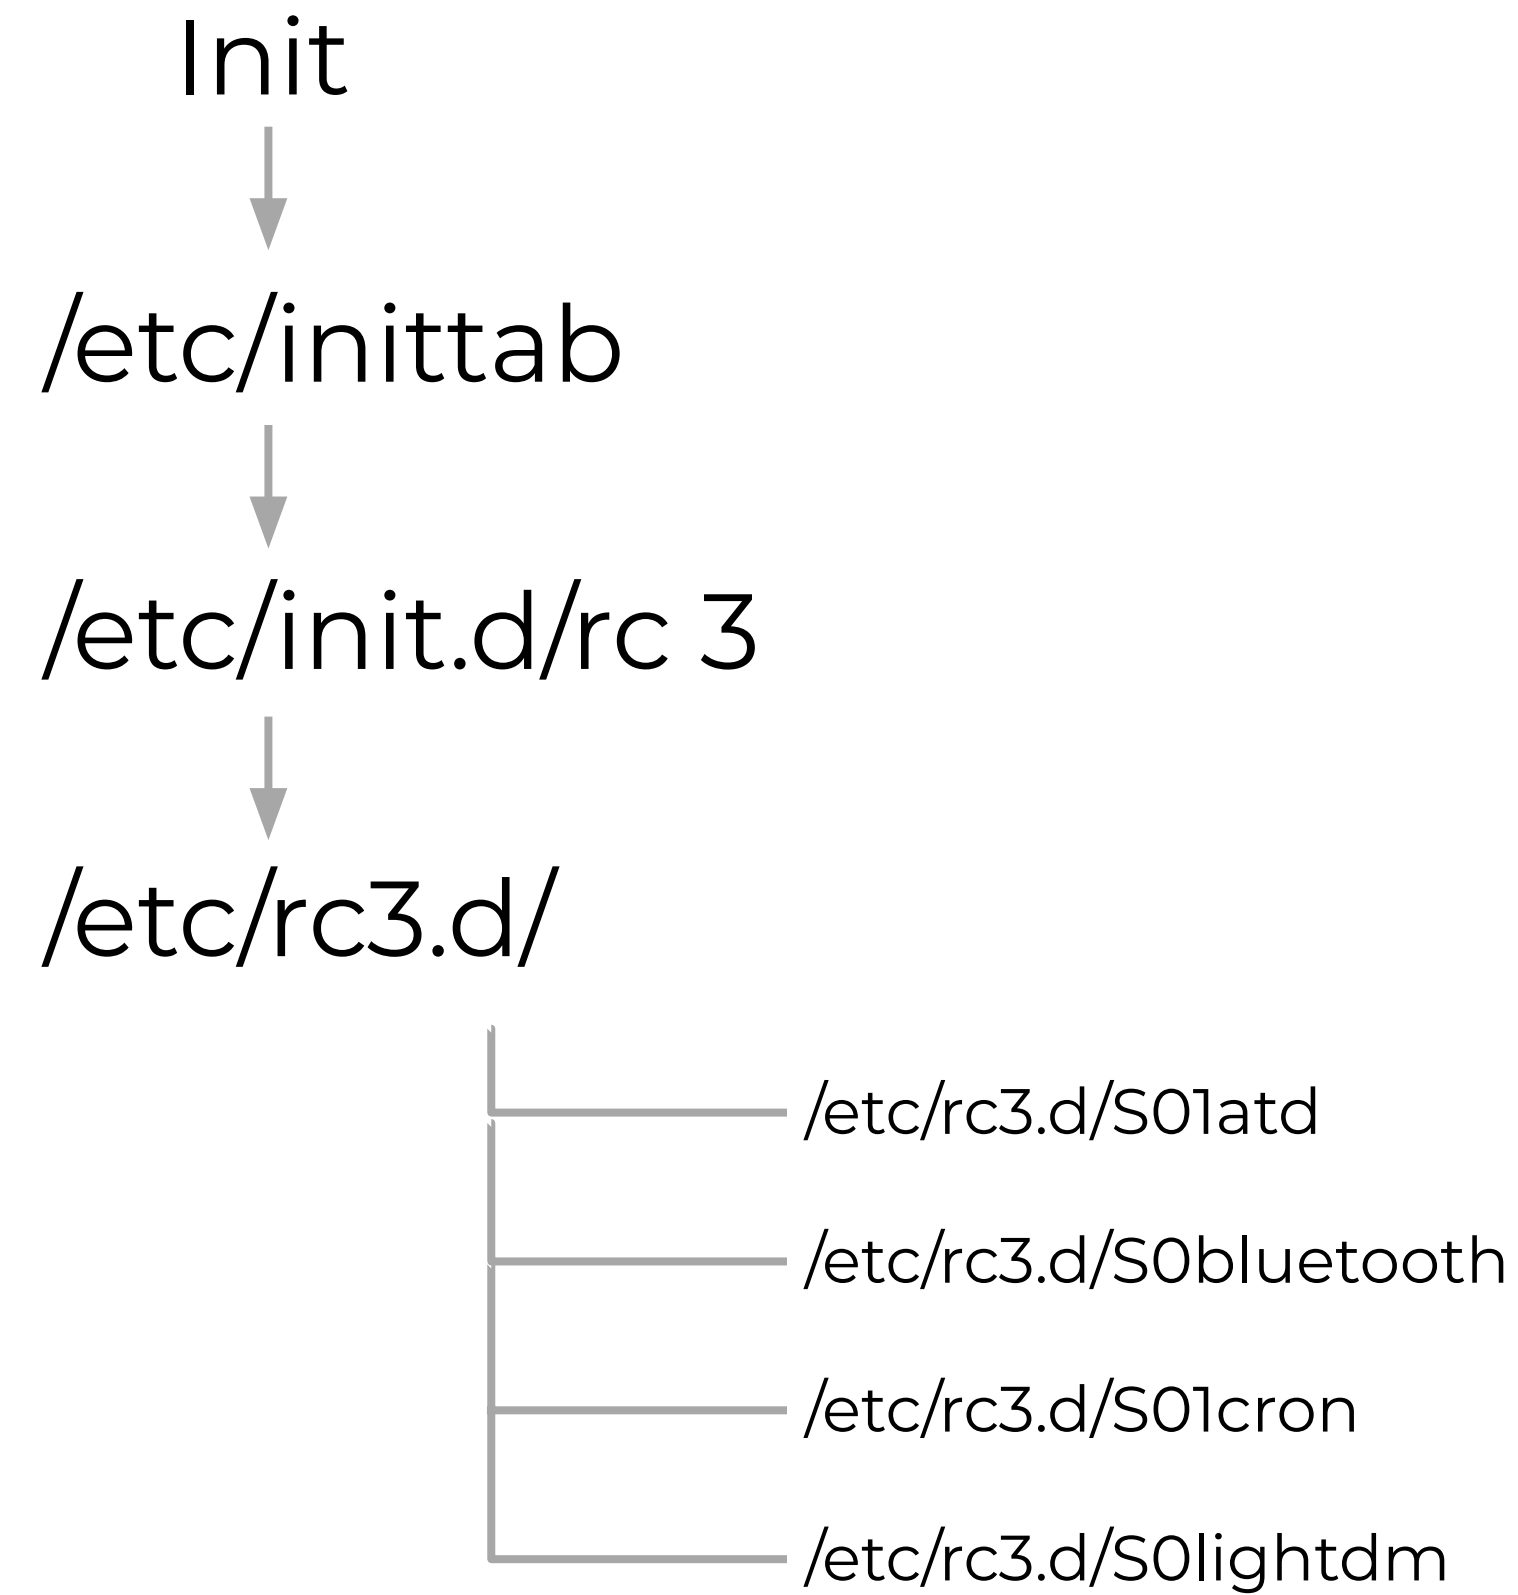 Init
/etc/inittab
/etc/init.d/rc 3
/etc/rc3.d/
/etc/rc3.d/S01atd
/etc/rc3.d/S0bluetooth
/etc/rc3.d/S01cron
/etc/rc3.d/S0lightdm